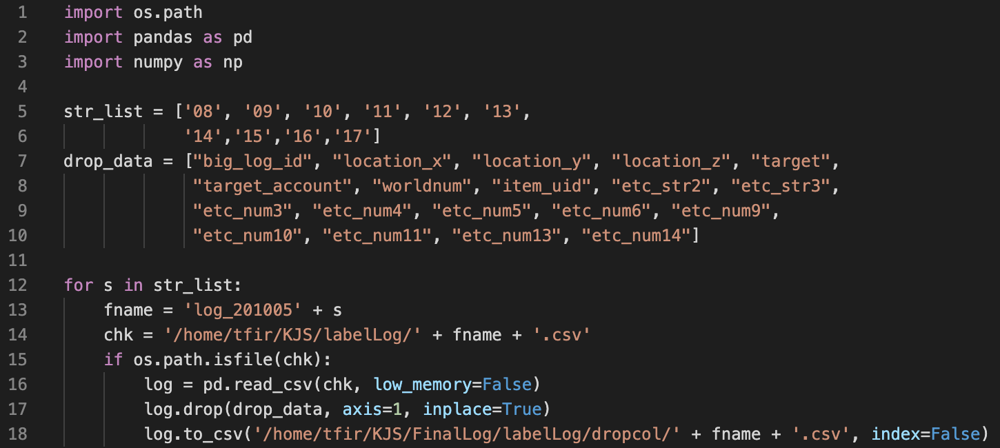 1 import os.path
2 import pandas as pd
3 import numpy as np
4
5 str_list = ['08', '09', '10', '11', '12', '13',
6             '14','15','16','17']
7 drop_data = ["big_log_id", "location_x", "location_y", "location_z", "target",
8              "target_account", "worldnum", "item_uid", "etc_str2", "etc_str3",
9              "etc_num3", "etc_num4", "etc_num5", "etc_num6", "etc_num9",
10             "etc_num10", "etc_num11", "etc_num13", "etc_num14"]
11
12 for s in str_list:
13     fname = 'log_201005' + s
14     chk = '/home/tfir/KJS/labelLog/' + fname + '.csv'
15     if os.path.isfile(chk):
16         log = pd.read_csv(chk, low_memory=False)
17         log.drop(drop_data, axis=1, inplace=True)
18         log.to_csv('/home/tfir/KJS/FinalLog/labelLog/dropcol/' + fname + '.csv', index=False)